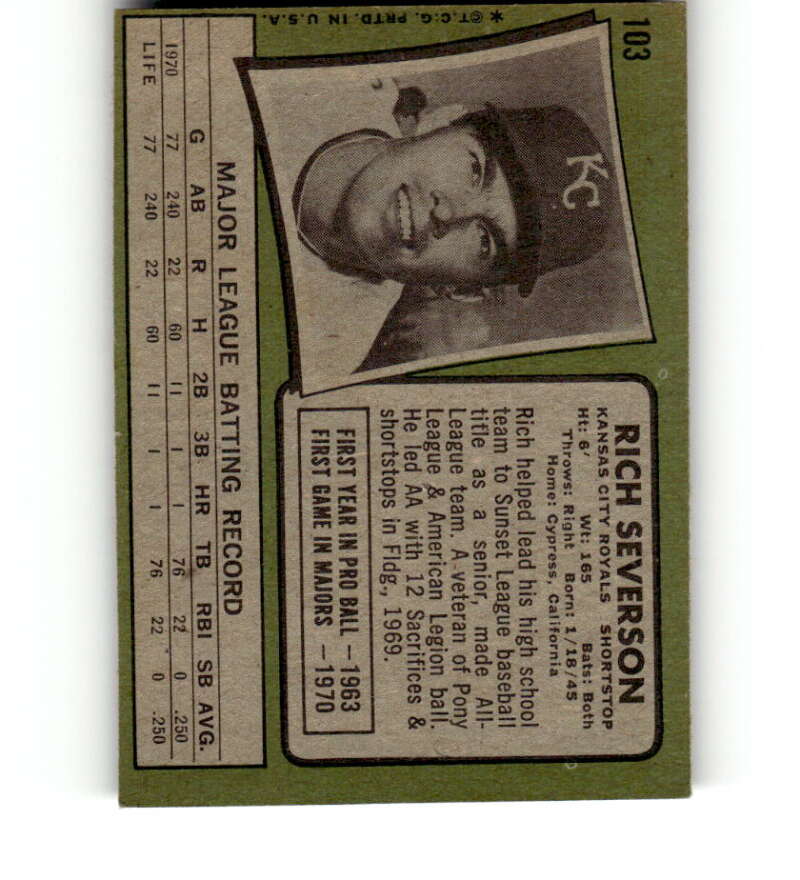 103
KC
* © T.C.G. PRTD. IN U.S.A.
RICH SEVERSON
KANSAS CITY ROYALS SHORTSTOP
Ht: 6' Wt: 165 Bats: Both
Throws: Right Born: 1/18/45
Home: Cypress, California
Rich helped lead his high school
team to Sunset League baseball
title as a senior, made All-
League team. A veteran of Pony
League & American Legion ball.
He led AA with 12 Sacrifices &
shortstops in Fldg., 1969.
FIRST YEAR IN PRO BALL – 1963
FIRST GAME IN MAJORS – 1970
MAJOR LEAGUE BATTING RECORD
G AB R H 2B 3B HR TB RBI SB AVG.
1970 77 240 22 60 11 1 1 76 22 0 .250
LIFE 77 240 22 60 11 1 1 76 22 0 .250